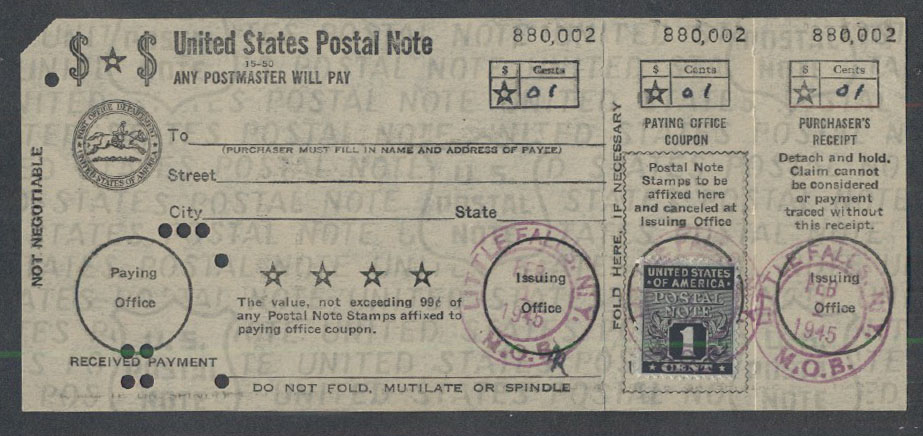 $ ☆ $ United States Postal Note
15-50
ANY POSTMASTER WILL PAY
880,002
$ Cents
☆ 01
POST OFFICE DEPARTMENT
UNITED STATES OF AMERICA
To
(PURCHASER MUST FILL IN NAME AND ADDRESS OF PAYEE)
Street
City State
NOT NEGOTIABLE
Paying
Office
☆ ☆ ☆ ☆
The value, not exceeding 99¢ of
any Postal Note Stamps affixed to
paying office coupon.
Issuing
Office
LITTLE FALLS, N.Y.
FEB
1945
M.O.B.
RECEIVED PAYMENT
DO NOT FOLD, MUTILATE OR SPINDLE
FOLD HERE, IF NECESSARY
880,002
$ Cents
☆ 01
PAYING OFFICE
COUPON
Postal Note
Stamps to be
affixed here
and canceled at
Issuing Office
UNITED STATES
OF AMERICA
POSTAL
NOTE
1
CENT
880,002
$ Cents
☆ 01
PURCHASER'S
RECEIPT
Detach and hold.
Claim cannot
be considered
or payment
traced without
this receipt.
Issuing
Office
LITTLE FALLS, N.Y.
FEB
1945
M.O.B.